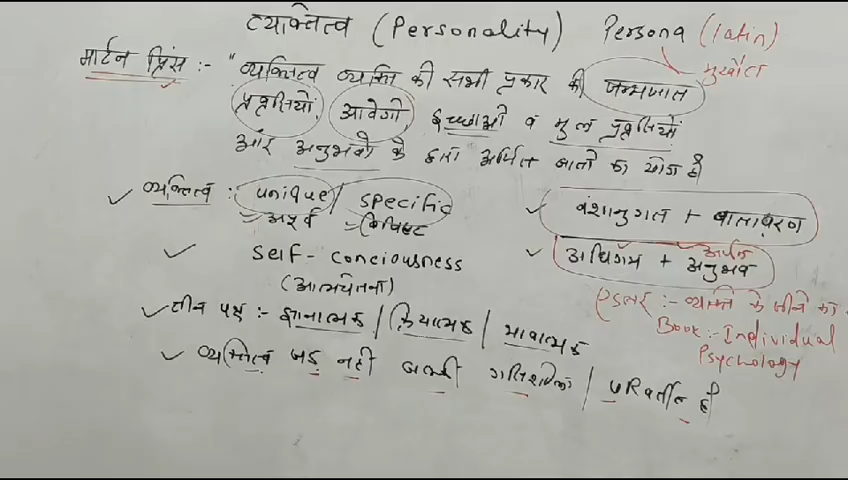 व्यक्तित्व (Personality) Persona (latin)
मुखौटा
मार्टन प्रिंस :- "व्यक्तित्व व्यक्ति की सभी प्रकार की जन्मजात
प्रवृत्तियों, आवेगों, इच्छाओं व मूल प्रवृत्तियों
और अनुभवों के द्वारा अर्जित बातों का योग है
व्यक्तित्व : unique / specific
= अपूर्व = विशिष्ट
वंशानुगत + वातावरण
self-conciousness
(आत्मचेतना)
अर्जित
अधिगम + अनुभव
तीन पक्ष :- ज्ञानात्मक / क्रियात्मक / भावात्मक
एडलर :- व्यक्ति के जीने का
Book :- Individual
Psychology
व्यक्तित्व जड़ नहीं बल्की / परिवर्तित है